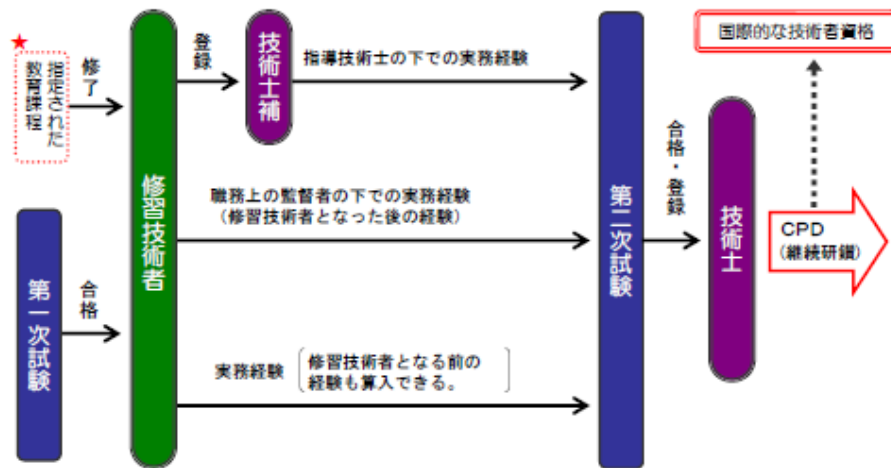 ★
指定された
教育課程
修了
第一次試験
合格
修習技術者
登録
技術士補
指導技術士の下での実務経験
職務上の監督者の下での実務経験
（修習技術者となった後の経験）
実務経験
修習技術者となる前の
経験も算入できる。
第二次試験
合格・登録
技術士
国際的な技術者資格
CPD
(継続研鑽)